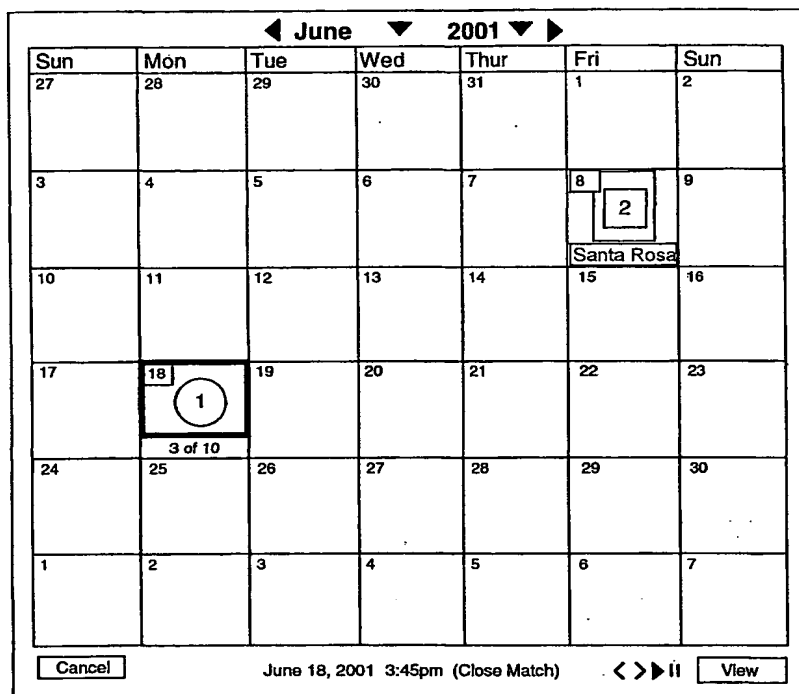 June 2001
Sun Mon Tue Wed Thur Fri Sun
27 28 29 30 31 1 2
3 4 5 6 7 8 9
2
Santa Rosa
10 11 12 13 14 15 16
17 18 19 20 21 22 23
1
3 of 10
24 25 26 27 28 29 30
1 2 3 4 5 6 7
Cancel June 18, 2001 3:45pm (Close Match) View